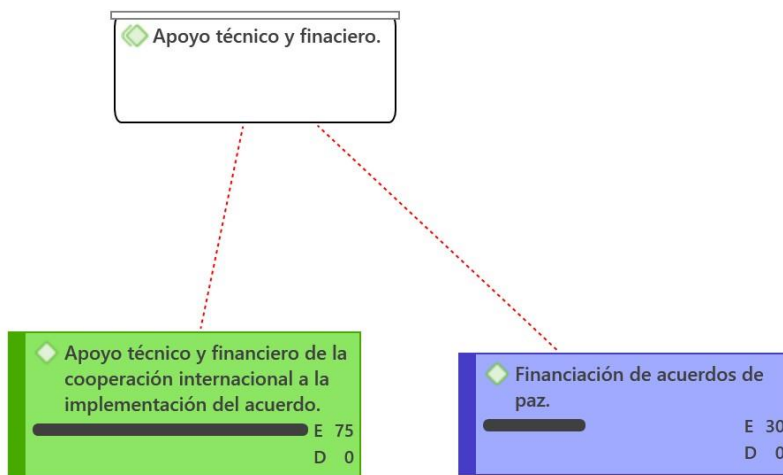 Apoyo técnico y finaciero.
Apoyo técnico y financiero de la
cooperación internacional a la
implementación del acuerdo.
E 75
D 0
Financiación de acuerdos de
paz.
E 30
D 0